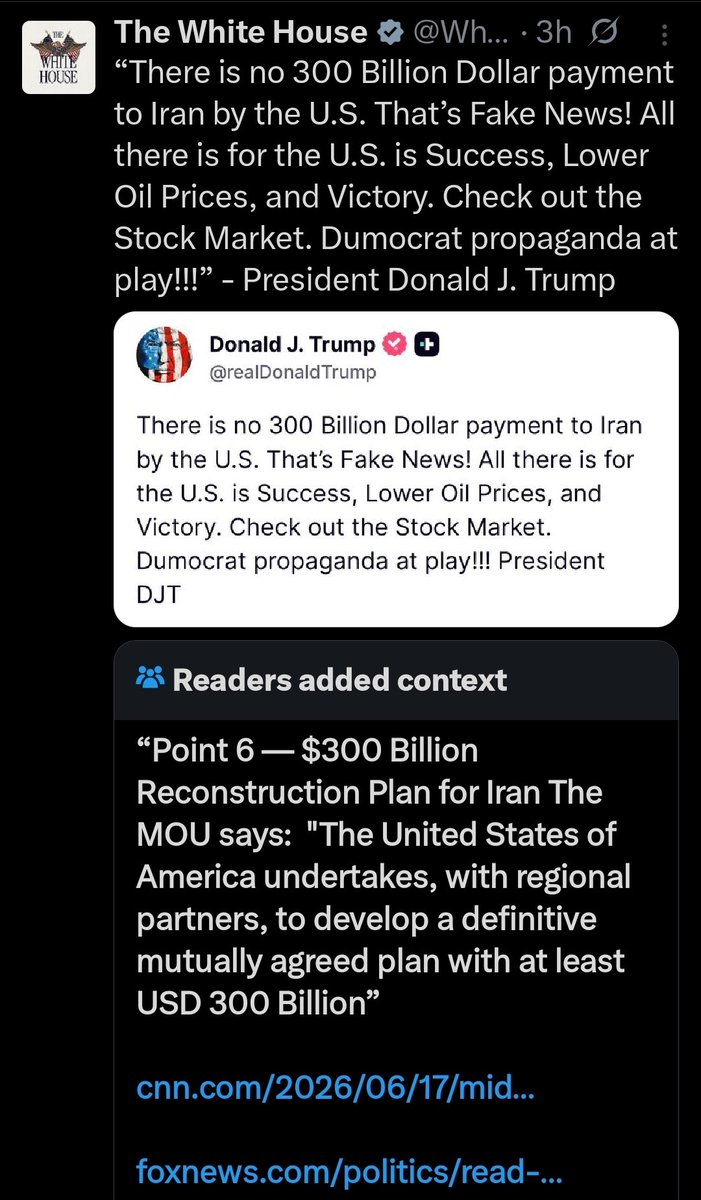 THE
WHITE
HOUSE
The White House @Wh... · 3h
“There is no 300 Billion Dollar payment
to Iran by the U.S. That’s Fake News! All
there is for the U.S. is Success, Lower
Oil Prices, and Victory. Check out the
Stock Market. Dumocrat propaganda at
play!!!” - President Donald J. Trump
Donald J. Trump
@realDonaldTrump
There is no 300 Billion Dollar payment to Iran
by the U.S. That’s Fake News! All there is for
the U.S. is Success, Lower Oil Prices, and
Victory. Check out the Stock Market.
Dumocrat propaganda at play!!! President
DJT
Readers added context
“Point 6 — $300 Billion
Reconstruction Plan for Iran The
MOU says:  "The United States of
America undertakes, with regional
partners, to develop a definitive
mutually agreed plan with at least
USD 300 Billion”
cnn.com/2026/06/17/mid...
foxnews.com/politics/read-...